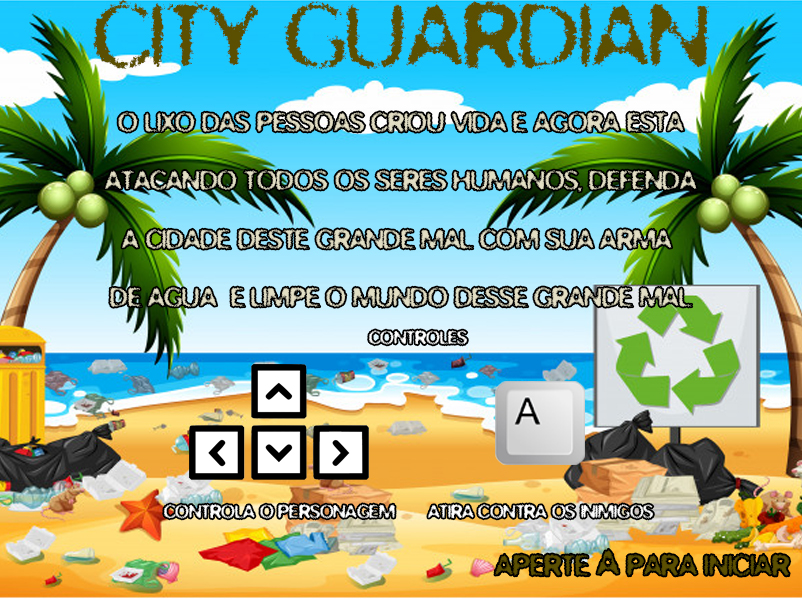 CITY GUARDIAN
O LIXO DAS PESSOAS CRIOU VIDA E AGORA ESTA
ATACANDO TODOS OS SERES HUMANOS, DEFENDA
A CIDADE DESTE GRANDE MAL COM SUA ARMA
DE AGUA E LIMPE O MUNDO DESSE GRANDE MAL.
CONTROLES
A
CONTROLA O PERSONAGEM
ATIRA CONTRA OS INIMIGOS
APERTE A PARA INICIAR